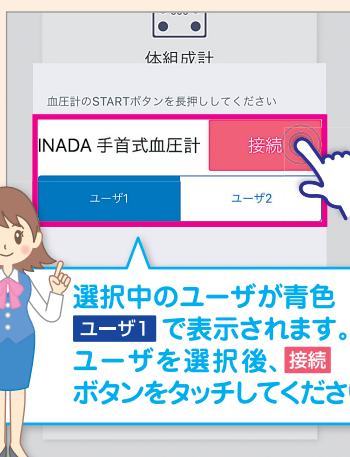 体組成計
血圧計のSTARTボタンを長押ししてください
INADA 手首式血圧計 接続
ユーザ1 ユーザ2
選択中のユーザが青色
ユーザ1 で表示されます。
ユーザを選択後、接続
ボタンをタッチしてくださ